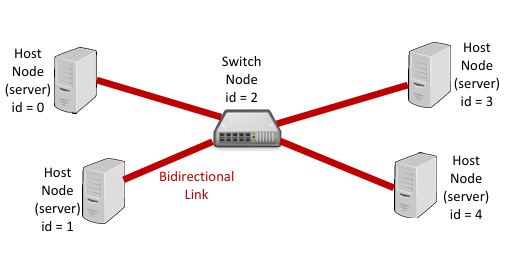 Host
Node
(server)
id = 0
Switch
Node
id = 2
Host
Node
(server)
id = 3
Host
Node
(server)
id = 1
Bidirectional
Link
Host
Node
(server)
id = 4